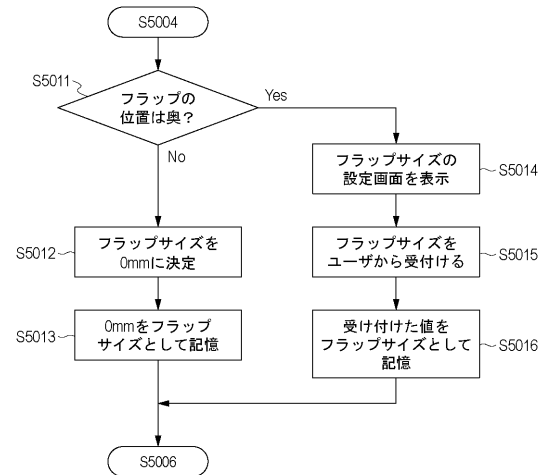 S5004
S5011
フラップの
位置は奥？
Yes
No
フラップサイズの
設定画面を表示
S5014
S5012
フラップサイズを
0mmに決定
フラップサイズを
ユーザから受付ける
S5015
S5013
0mmをフラップ
サイズとして記憶
受け付けた値を
フラップサイズとして
記憶
S5016
S5006